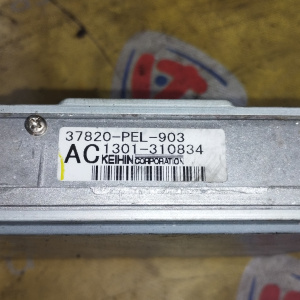 37820-PEL-903
AC 1301-310834
KEIHIN CORPORATION